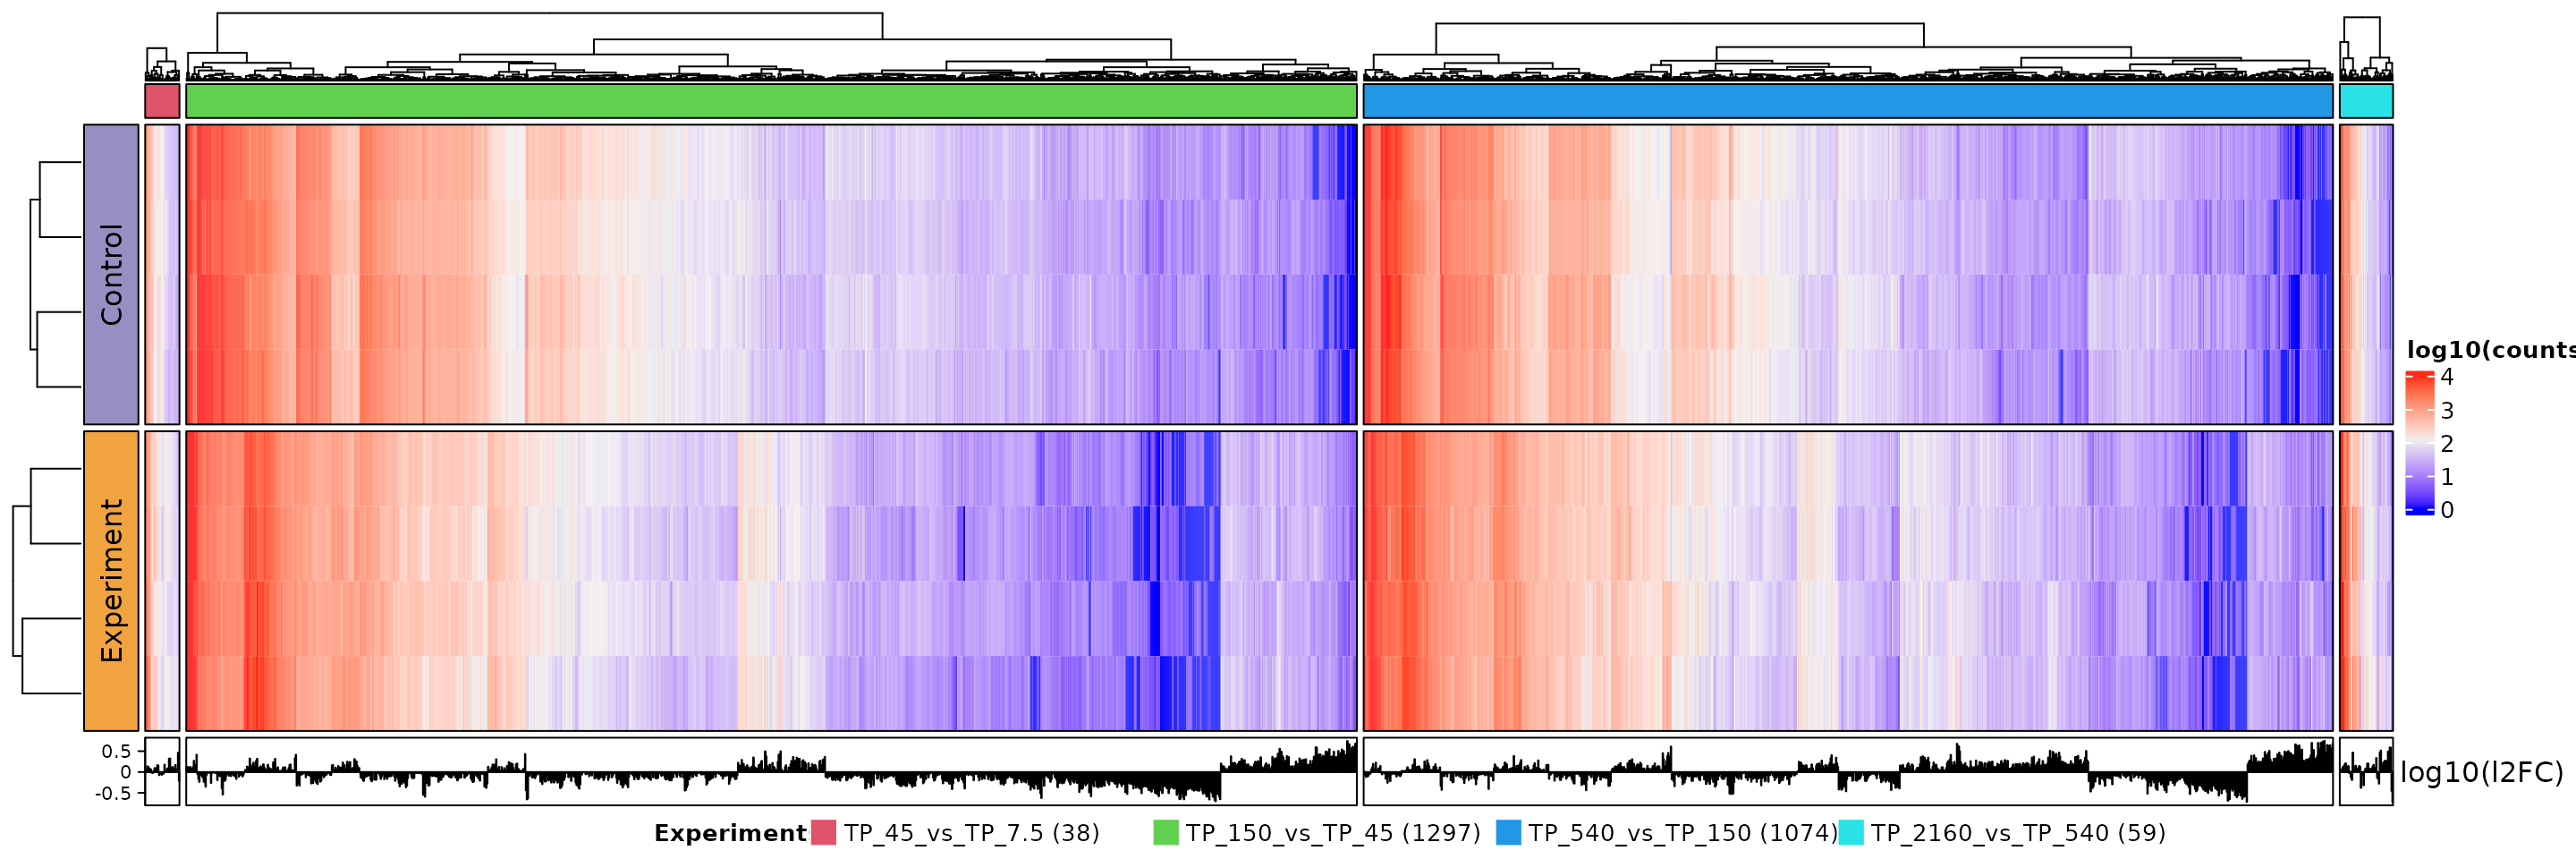 Control
Experiment
log10(counts
4
3
2
1
0
0.5
0
-0.5
log10(l2FC)
Experiment TP_45_vs_TP_7.5 (38) TP_150_vs_TP_45 (1297) TP_540_vs_TP_150 (1074) TP_2160_vs_TP_540 (59)